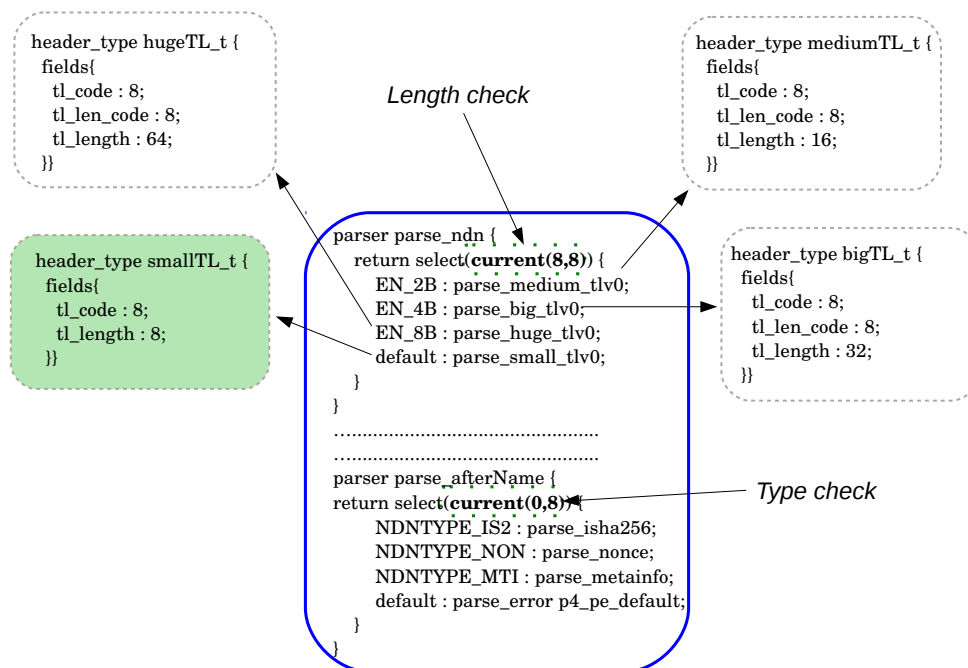 header_type hugeTL_t {
fields{
tl_code : 8;
tl_len_code : 8;
tl_length : 64;
}}
header_type mediumTL_t {
fields{
tl_code : 8;
tl_len_code : 8;
tl_length : 16;
}}
Length check
header_type smallTL_t {
fields{
tl_code : 8;
tl_length : 8;
}}
header_type bigTL_t {
fields{
tl_code : 8;
tl_len_code : 8;
tl_length : 32;
}}
parser parse_ndn {
return select(current(8,8)) {
EN_2B : parse_medium_tlv0;
EN_4B : parse_big_tlv0;
EN_8B : parse_huge_tlv0;
default : parse_small_tlv0;
}
}
......................................................
......................................................
parser parse_afterName {
return select(current(0,8)) {
NDNTYPE_IS2 : parse_isha256;
NDNTYPE_NON : parse_nonce;
NDNTYPE_MTI : parse_metainfo;
default : parse_error p4_pe_default;
}
}
Type check